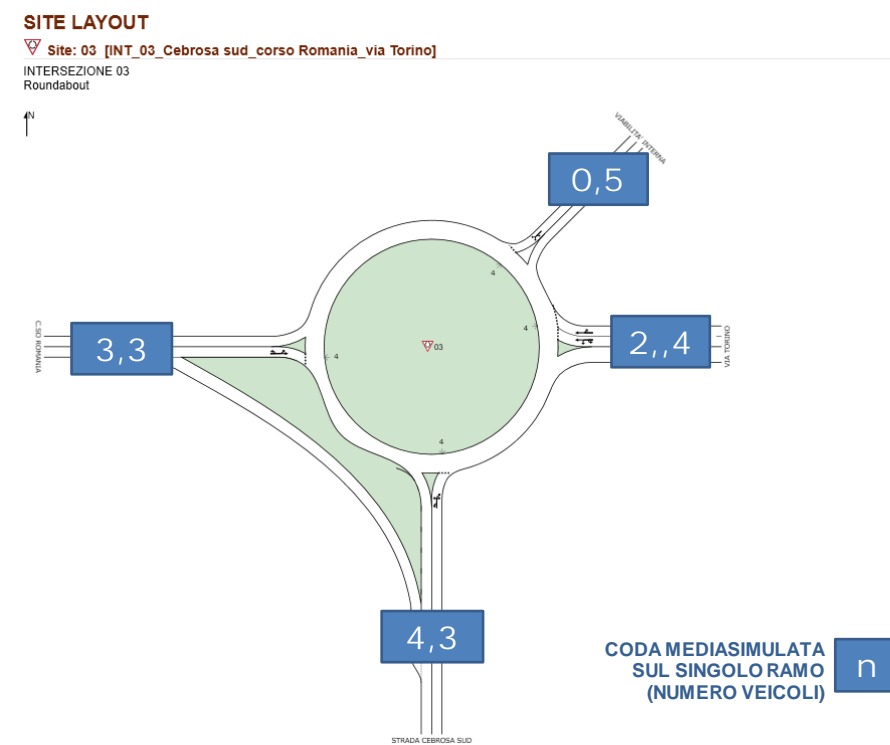 SITE LAYOUT
Site: 03 [INT_03_Cebrosa sud_corso Romania_via Torino]
INTERSEZIONE 03
Roundabout
N
VIABILITA' INTERNA
0,5
4
4
C.SO ROMANIA
3,3
4
03
2,,4
VIA TORINO
4
4,3
CODA MEDIASIMULATA
SUL SINGOLO RAMO
(NUMERO VEICOLI)
n
STRADA CEBROSA SUD